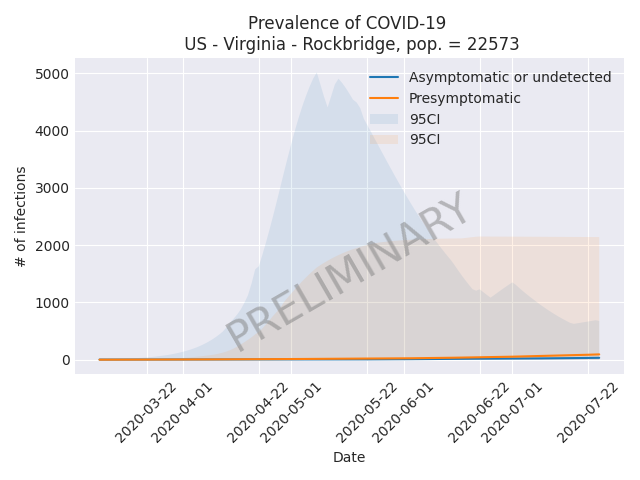 Prevalence of COVID-19
US - Virginia - Rockbridge, pop. = 22573
Asymptomatic or undetected
Presymptomatic
95CI
95CI
5000
4000
3000
2000
1000
0
# of infections
PRELIMINARY
2020-03-22
2020-04-01
2020-04-22
2020-05-01
2020-05-22
2020-06-01
2020-06-22
2020-07-01
2020-07-22
Date